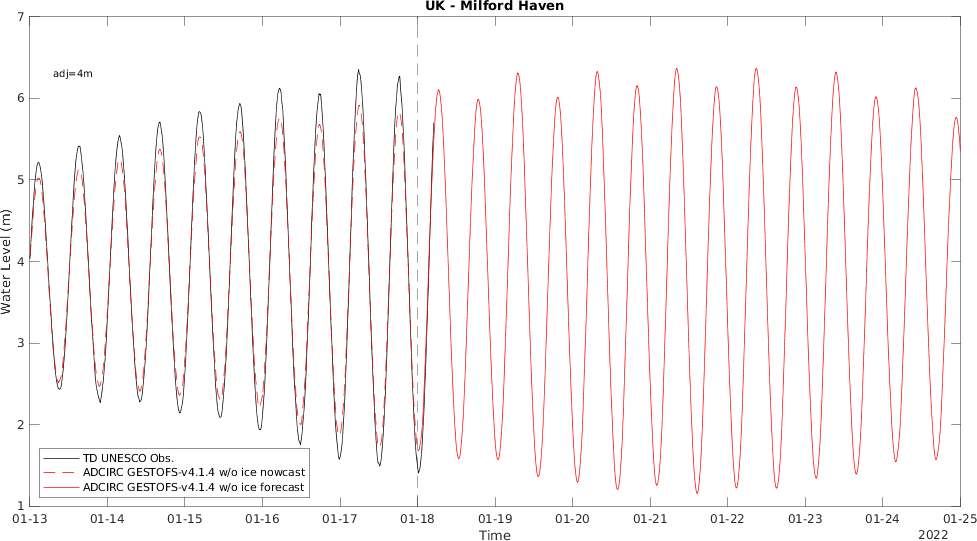 UK - Milford Haven
7
adj=4m
6
5
4
3
2
1
Water Level (m)
TD UNESCO Obs.
ADCIRC GESTOFS-v4.1.4 w/o ice nowcast
ADCIRC GESTOFS-v4.1.4 w/o ice forecast
01-13 01-14 01-15 01-16 01-17 01-18 01-19 01-20 01-21 01-22 01-23 01-24 01-25
Time
2022